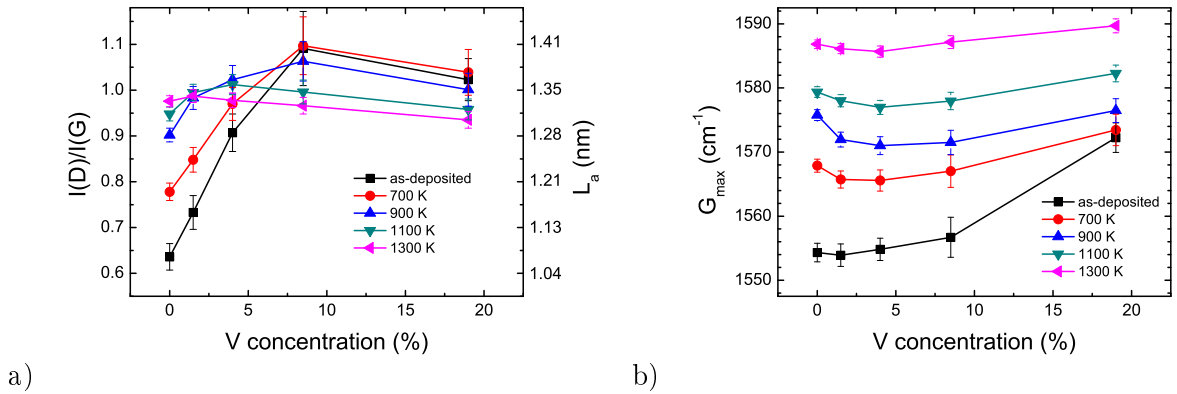 1.1
1.0
0.9
0.8
0.7
0.6
I(D)/I(G)
1.41
1.35
1.28
1.21
1.13
1.04
L_a (nm)
as-deposited
700 K
900 K
1100 K
1300 K
0 5 10 15 20
V concentration (%)
a)
1590
1580
1570
1560
1550
G_max (cm^-1)
as-deposited
700 K
900 K
1100 K
1300 K
0 5 10 15 20
V concentration (%)
b)